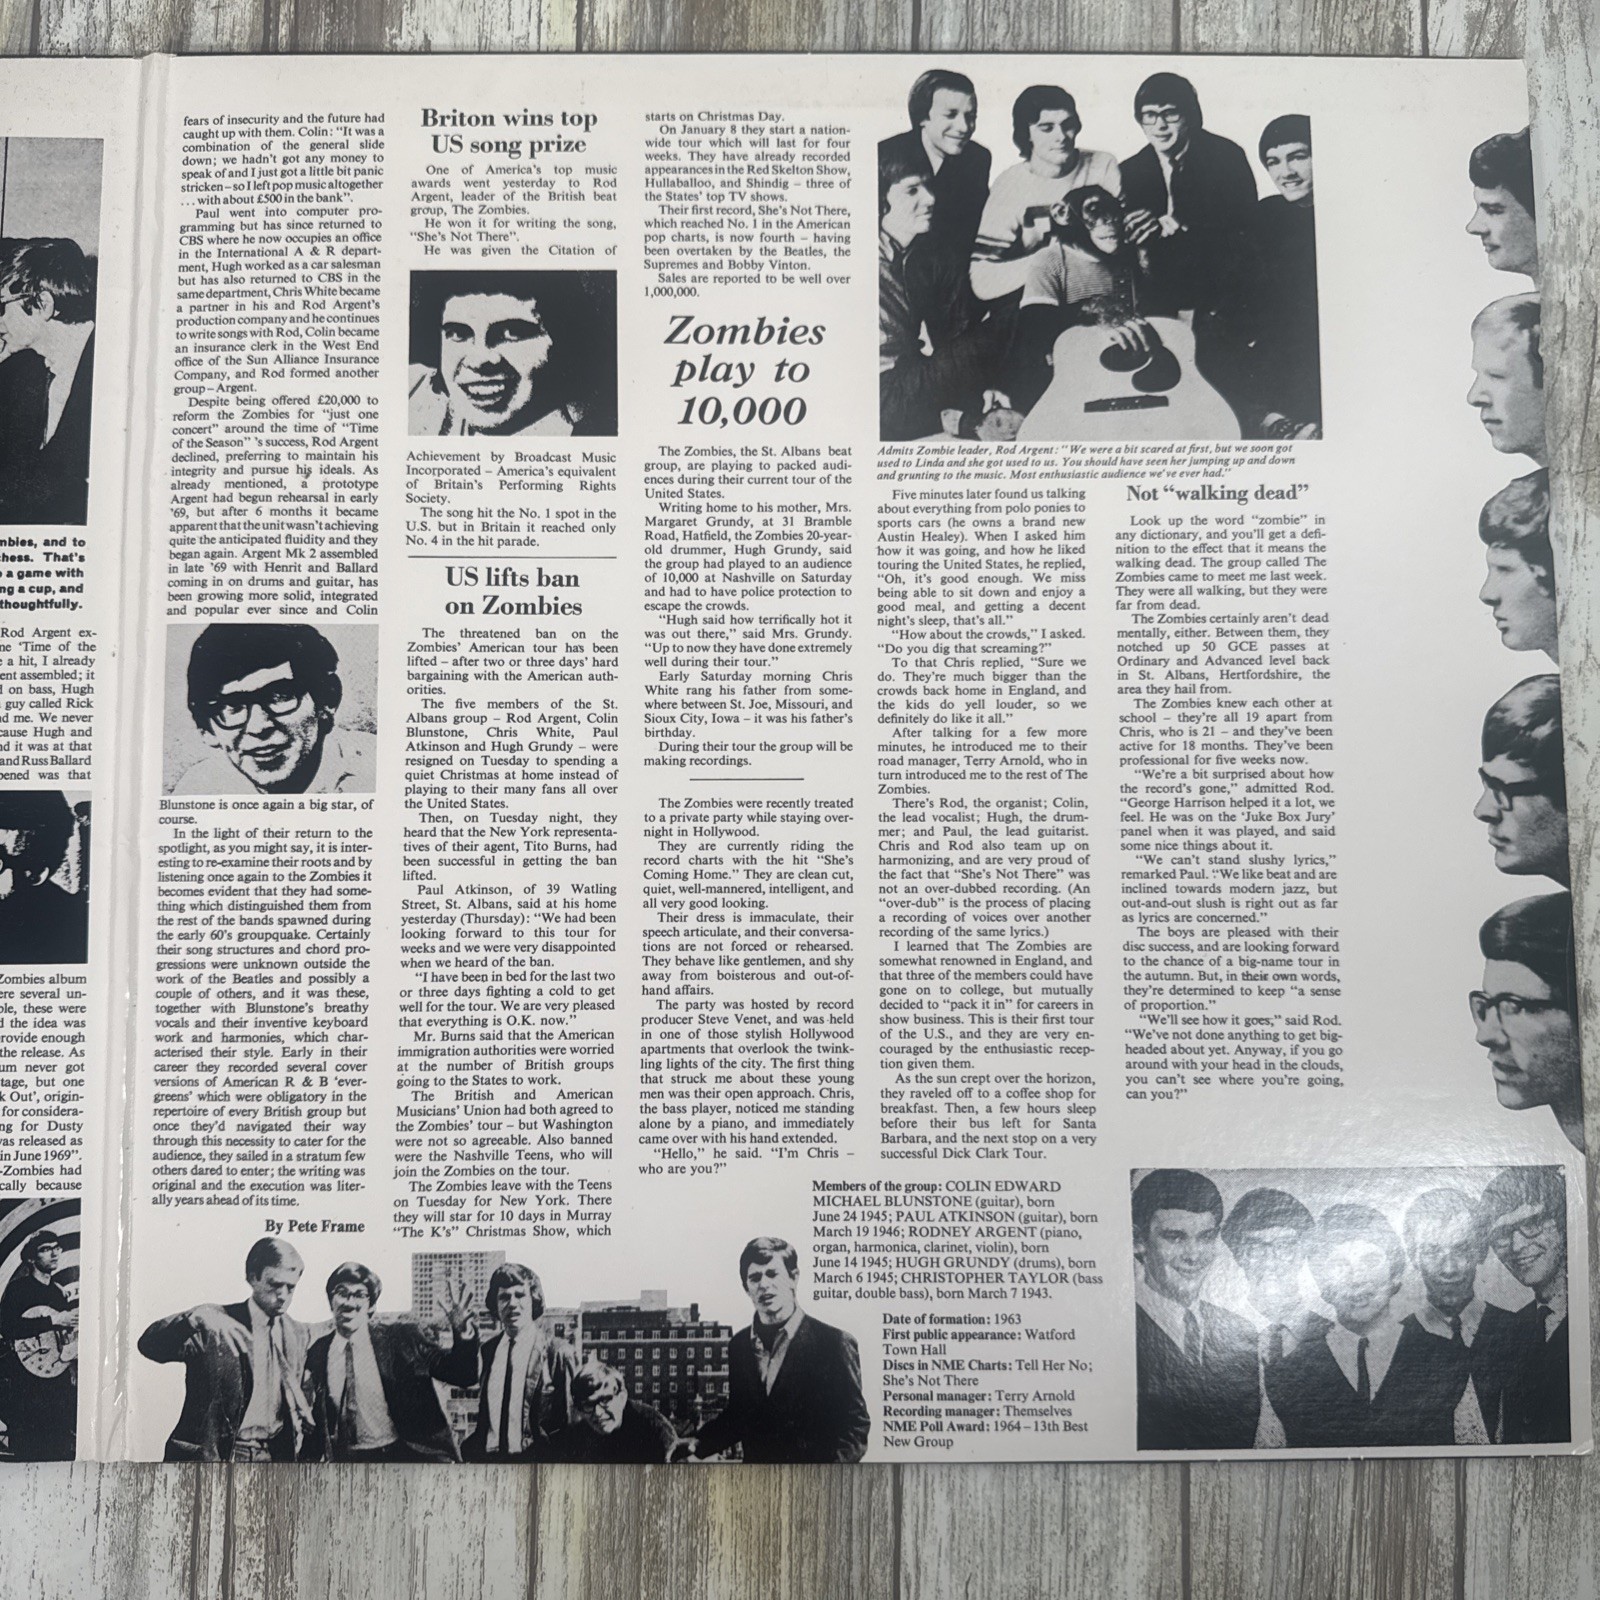 mbies, and to
hess. That's
a game with
ng a cup, and
thoughtfully.
Rod Argent ex-
ne 'Time of the
a hit, I already
ent assembled; it
on bass, Hugh
guy called Rick
d me. We never
cause Hugh and
nd it was at that
and Russ Ballard
pened was that
Zombies album
ere several un-
ble, these were
d the idea was
rovide enough
the release. As
um never got
tage, but one
k Out', origin-
for considera-
ng for Dusty
as released as
in June 1969".
-Zombies had
cally because
fears of insecurity and the future had
caught up with them. Colin: "It was a
combination of the general slide
down; we hadn't got any money to
speak of and I just got a little bit panic
stricken – so I left pop music altogether
... with about £500 in the bank".
Paul went into computer pro-
gramming but has since returned to
CBS where he now occupies an office
in the International A & R depart-
ment, Hugh worked as a car salesman
but has also returned to CBS in the
same department, Chris White became
a partner in his and Rod Argent's
production company and he continues
to write songs with Rod, Colin became
an insurance clerk in the West End
office of the Sun Alliance Insurance
Company, and Rod formed another
group – Argent.
Despite being offered £20,000 to
reform the Zombies for "just one
concert" around the time of "Time
of the Season" 's success, Rod Argent
declined, preferring to maintain his
integrity and pursue his ideals. As
already mentioned, a prototype
Argent had begun rehearsal in early
'69, but after 6 months it became
apparent that the unit wasn't achieving
quite the anticipated fluidity and they
began again. Argent Mk 2 assembled
in late '69 with Henrit and Ballard
coming in on drums and guitar, has
been growing more solid, integrated
and popular ever since and Colin
Blunstone is once again a big star, of
course.
In the light of their return to the
spotlight, as you might say, it is inter-
esting to re-examine their roots and by
listening once again to the Zombies it
becomes evident that they had some-
thing which distinguished them from
the rest of the bands spawned during
the early 60's groupquake. Certainly
their song structures and chord pro-
gressions were unknown outside the
work of the Beatles and possibly a
couple of others, and it was these,
together with Blunstone's breathy
vocals and their inventive keyboard
work and harmonies, which char-
acterised their style. Early in their
career they recorded several cover
versions of American R & B 'ever-
greens' which were obligatory in the
repertoire of every British group but
once they'd navigated their way
through this necessity to cater for the
audience, they sailed in a stratum few
others dared to enter; the writing was
original and the execution was liter-
ally years ahead of its time.
By Pete Frame
Briton wins top
US song prize
One of America's top music
awards went yesterday to Rod
Argent, leader of the British beat
group, The Zombies.
He won it for writing the song,
"She's Not There".
He was given the Citation of
Achievement by Broadcast Music
Incorporated – America's equivalent
of Britain's Performing Rights
Society.
The song hit the No. 1 spot in the
U.S. but in Britain it reached only
No. 4 in the hit parade.
US lifts ban
on Zombies
The threatened ban on the
Zombies' American tour has been
lifted – after two or three days' hard
bargaining with the American auth-
orities.
The five members of the St.
Albans group – Rod Argent, Colin
Blunstone, Chris White, Paul
Atkinson and Hugh Grundy – were
resigned on Tuesday to spending a
quiet Christmas at home instead of
playing to their many fans all over
the United States.
Then, on Tuesday night, they
heard that the New York representa-
tives of their agent, Tito Burns, had
been successful in getting the ban
lifted.
Paul Atkinson, of 39 Watling
Street, St. Albans, said at his home
yesterday (Thursday): "We had been
looking forward to this tour for
weeks and we were very disappointed
when we heard of the ban.
"I have been in bed for the last two
or three days fighting a cold to get
well for the tour. We are very pleased
that everything is O.K. now."
Mr. Burns said that the American
immigration authorities were worried
at the number of British groups
going to the States to work.
The British and American
Musicians' Union had both agreed to
the Zombies' tour – but Washington
were not so agreeable. Also banned
were the Nashville Teens, who will
join the Zombies on the tour.
The Zombies leave with the Teens
on Tuesday for New York. There
they will star for 10 days in Murray
"The K's" Christmas Show, which
starts on Christmas Day.
On January 8 they start a nation-
wide tour which will last for four
weeks. They have already recorded
appearances in the Red Skelton Show,
Hullaballoo, and Shindig – three of
the States' top TV shows.
Their first record, She's Not There,
which reached No. 1 in the American
pop charts, is now fourth – having
been overtaken by the Beatles, the
Supremes and Bobby Vinton.
Sales are reported to be well over
1,000,000.
Zombies
play to
10,000
The Zombies, the St. Albans beat
group, are playing to packed audi-
ences during their current tour of the
United States.
Writing home to his mother, Mrs.
Margaret Grundy, at 31 Bramble
Road, Hatfield, the Zombies 20-year-
old drummer, Hugh Grundy, said
the group had played to an audience
of 10,000 at Nashville on Saturday
and had to have police protection to
escape the crowds.
"Hugh said how terrifically hot it
was out there," said Mrs. Grundy.
"Up to now they have done extremely
well during their tour."
Early Saturday morning Chris
White rang his father from some-
where between St. Joe, Missouri, and
Sioux City, Iowa – it was his father's
birthday.
During their tour the group will be
making recordings.
The Zombies were recently treated
to a private party while staying over-
night in Hollywood.
They are currently riding the
record charts with the hit "She's
Coming Home." They are clean cut,
quiet, well-mannered, intelligent, and
all very good looking.
Their dress is immaculate, their
speech articulate, and their conversa-
tions are not forced or rehearsed.
They behave like gentlemen, and shy
away from boisterous and out-of-
hand affairs.
The party was hosted by record
producer Steve Venet, and was held
in one of those stylish Hollywood
apartments that overlook the twink-
ling lights of the city. The first thing
that struck me about these young
men was their open approach. Chris,
the bass player, noticed me standing
alone by a piano, and immediately
came over with his hand extended.
"Hello," he said. "I'm Chris –
who are you?"
Admits Zombie leader, Rod Argent: "We were a bit scared at first, but we soon got
used to Linda and she got used to us. You should have seen her jumping up and down
and grunting to the music. Most enthusiastic audience we've ever had."
Five minutes later found us talking
about everything from polo ponies to
sports cars (he owns a brand new
Austin Healey). When I asked him
how it was going, and how he liked
touring the United States, he replied,
"Oh, it's good enough. We miss
being able to sit down and enjoy a
good meal, and getting a decent
night's sleep, that's all."
"How about the crowds," I asked.
"Do you dig that screaming?"
To that Chris replied, "Sure we
do. They're much bigger than the
crowds back home in England, and
the kids do yell louder, so we
definitely do like it all."
After talking for a few more
minutes, he introduced me to their
road manager, Terry Arnold, who in
turn introduced me to the rest of The
Zombies.
There's Rod, the organist; Colin,
the lead vocalist; Hugh, the drum-
mer; and Paul, the lead guitarist.
Chris and Rod also team up on
harmonizing, and are very proud of
the fact that "She's Not There" was
not an over-dubbed recording. (An
"over-dub" is the process of placing
a recording of voices over another
recording of the same lyrics.)
I learned that The Zombies are
somewhat renowned in England, and
that three of the members could have
gone on to college, but mutually
decided to "pack it in" for careers in
show business. This is their first tour
of the U.S., and they are very en-
couraged by the enthusiastic recep-
tion given them.
As the sun crept over the horizon,
they raveled off to a coffee shop for
breakfast. Then, a few hours sleep
before their bus left for Santa
Barbara, and the next stop on a very
successful Dick Clark Tour.
Not "walking dead"
Look up the word "zombie" in
any dictionary, and you'll get a defi-
nition to the effect that it means the
walking dead. The group called The
Zombies came to meet me last week.
They were all walking, but they were
far from dead.
The Zombies certainly aren't dead
mentally, either. Between them, they
notched up 50 GCE passes at
Ordinary and Advanced level back
in St. Albans, Hertfordshire, the
area they hail from.
The Zombies knew each other at
school – they're all 19 apart from
Chris, who is 21 – and they've been
active for 18 months. They've been
professional for five weeks now.
"We're a bit surprised about how
the record's gone," admitted Rod.
"George Harrison helped it a lot, we
feel. He was on the 'Juke Box Jury'
panel when it was played, and said
some nice things about it.
"We can't stand slushy lyrics,"
remarked Paul. "We like beat and are
inclined towards modern jazz, but
out-and-out slush is right out as far
as lyrics are concerned."
The boys are pleased with their
disc success, and are looking forward
to the chance of a big-name tour in
the autumn. But, in their own words,
they're determined to keep "a sense
of proportion."
"We'll see how it goes," said Rod.
"We've not done anything to get big-
headed about yet. Anyway, if you go
around with your head in the clouds,
you can't see where you're going,
can you?"
Members of the group: COLIN EDWARD
MICHAEL BLUNSTONE (guitar), born
June 24 1945; PAUL ATKINSON (guitar), born
March 19 1946; RODNEY ARGENT (piano,
organ, harmonica, clarinet, violin), born
June 14 1945; HUGH GRUNDY (drums), born
March 6 1945; CHRISTOPHER TAYLOR (bass
guitar, double bass), born March 7 1943.
Date of formation: 1963
First public appearance: Watford
Town Hall
Discs in NME Charts: Tell Her No;
She's Not There
Personal manager: Terry Arnold
Recording manager: Themselves
NME Poll Award: 1964 – 13th Best
New Group